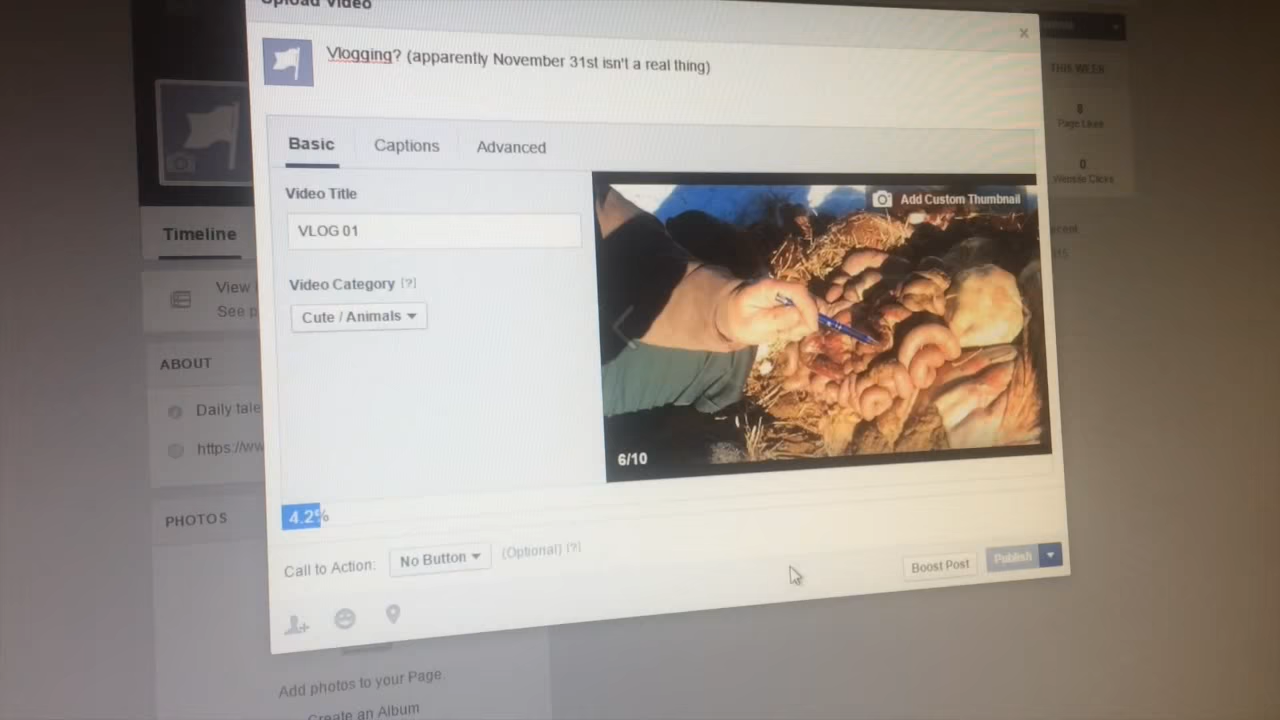 Upload Video
Vlogging? (apparently November 31st isn't a real thing)
THIS WEEK
8
Page Likes
0
Website Clicks
Basic
Captions
Advanced
Video Title
VLOG 01
Add Custom Thumbnail
Timeline
Video Category [?]
Cute / Animals
View
See p
ABOUT
Daily tale
https://ww
6/10
PHOTOS
4.2%
Call to Action:
No Button
(Optional) [?]
Boost Post
Publish
Add photos to your Page
Create an Album